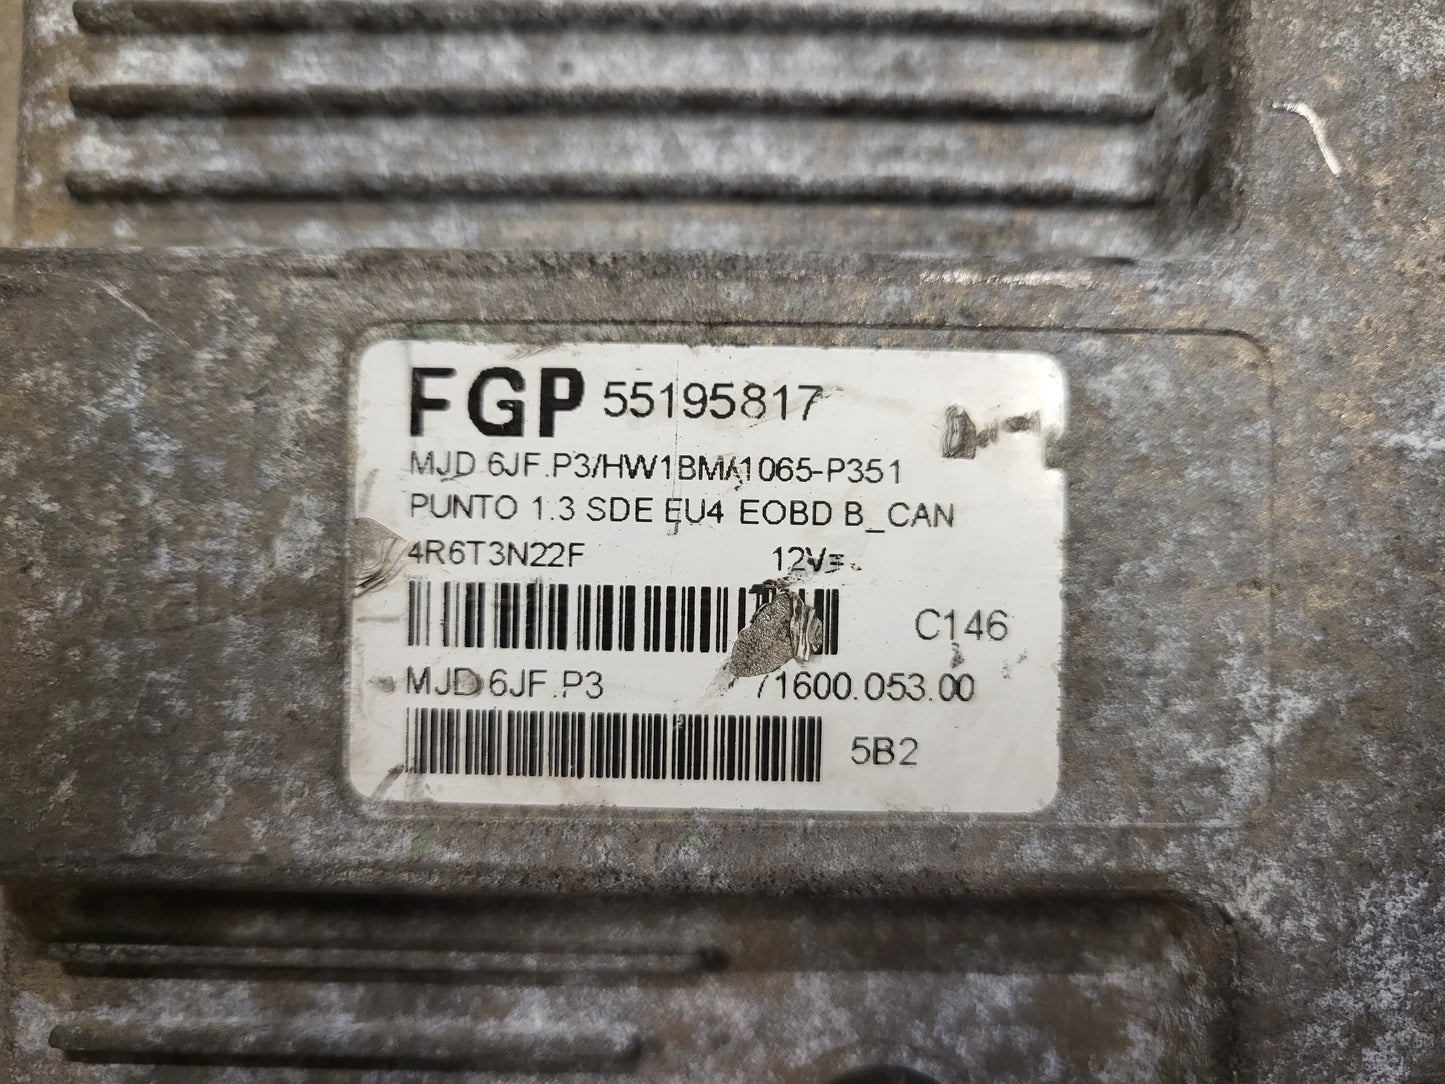 FGP 55195817
MJD 6JF.P3/HW1BMA1065-P351
PUNTO 1.3 SDE EU4 EOBD B_CAN
4R6T3N22F 12V
C146
MJD 6JF.P3 71600.053.00
5B2